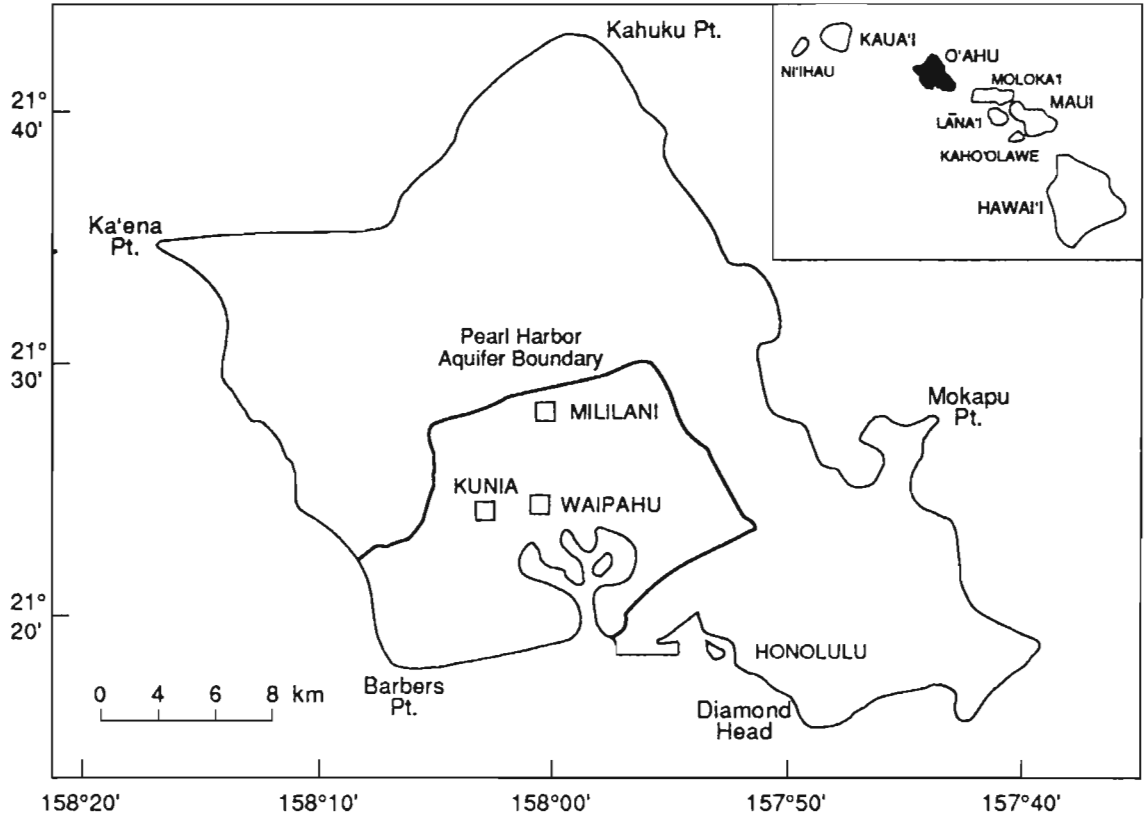 Kahuku Pt.
KAUA'I
NI'IHAU
O'AHU
MOLOKA'I
MAUI
LĀNA'I
KAHO'OLAWE
HAWAI'I
21°
40'
Ka'ena
Pt.
Pearl Harbor
Aquifer Boundary
21°
30'
MILILANI
Mokapu
Pt.
KUNIA
WAIPAHU
21°
20'
HONOLULU
0 4 6 8 km
Barbers
Pt.
Diamond
Head
158°20' 158°10' 158°00' 157°50' 157°40'